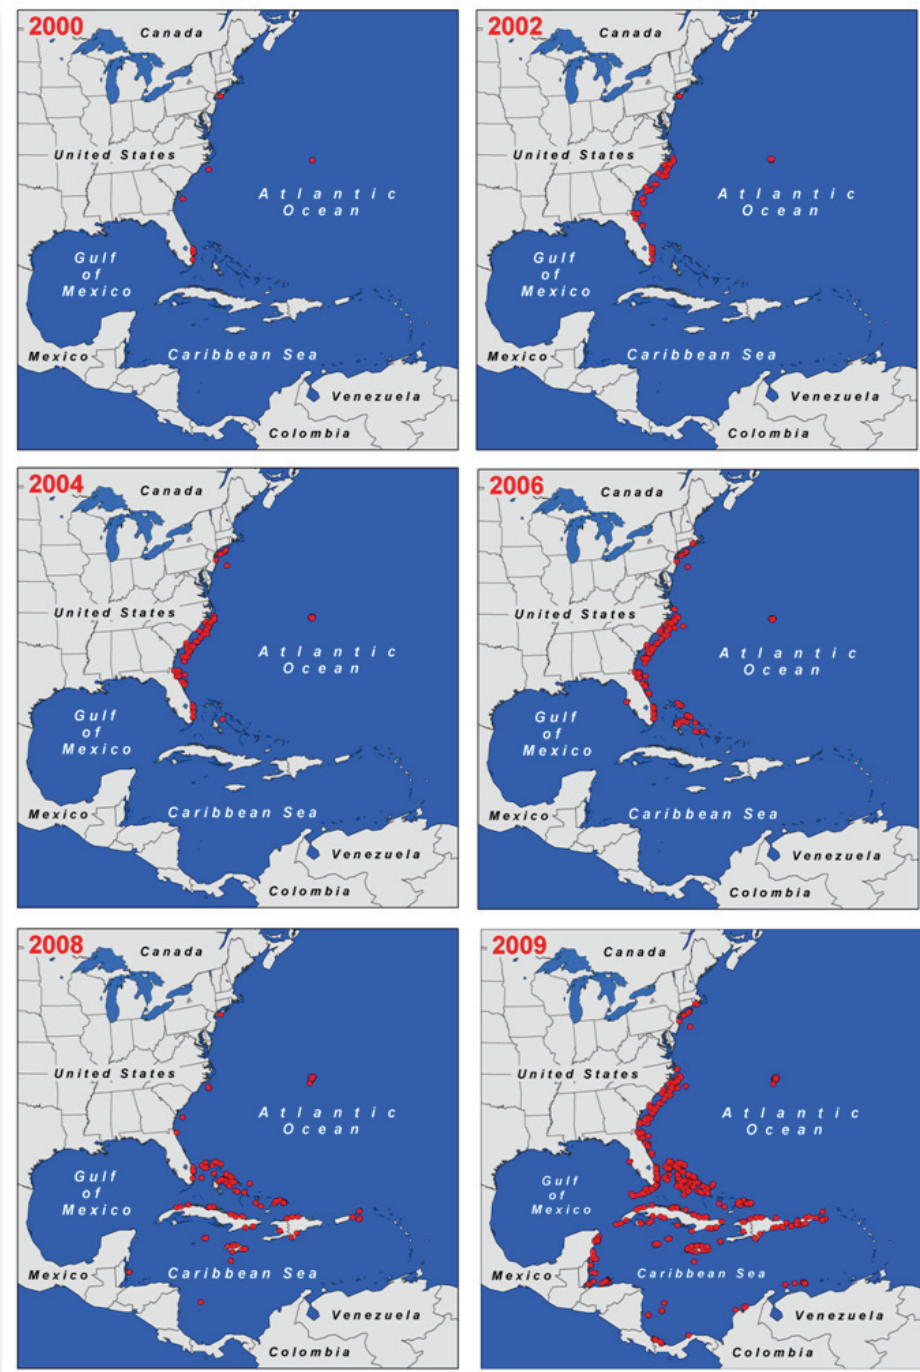 2000
Canada
United States
Atlantic
Ocean
Gulf
of
Mexico
Mexico
Caribbean Sea
Venezuela
Colombia
2002
Canada
United States
Atlantic
Ocean
Gulf
of
Mexico
Mexico
Caribbean Sea
Venezuela
Colombia
2004
Canada
United States
Atlantic
Ocean
Gulf
of
Mexico
Mexico
Caribbean Sea
Venezuela
Colombia
2006
Canada
United States
Atlantic
Ocean
Gulf
of
Mexico
Mexico
Caribbean Sea
Venezuela
Colombia
2008
Canada
United States
Atlantic
Ocean
Gulf
of
Mexico
Mexico
Caribbean Sea
Venezuela
Colombia
2009
Canada
United States
Atlantic
Ocean
Gulf
of
Mexico
Mexico
Caribbean Sea
Venezuela
Colombia